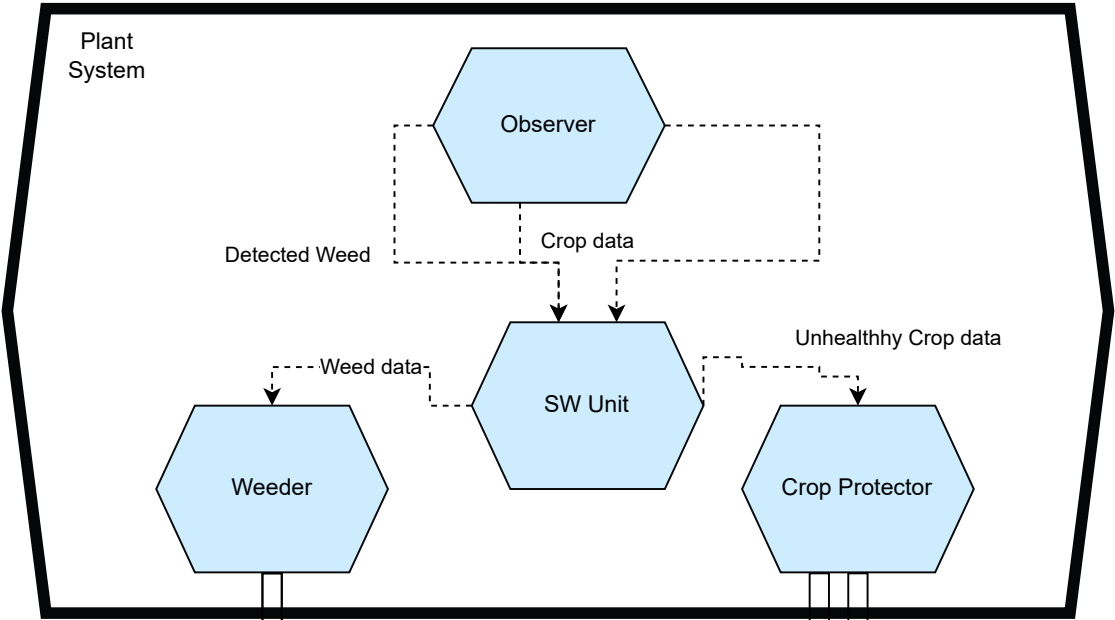 Plant
System
Observer
Crop data
Detected Weed
Unhealthhy Crop data
Weed data
SW Unit
Weeder
Crop Protector